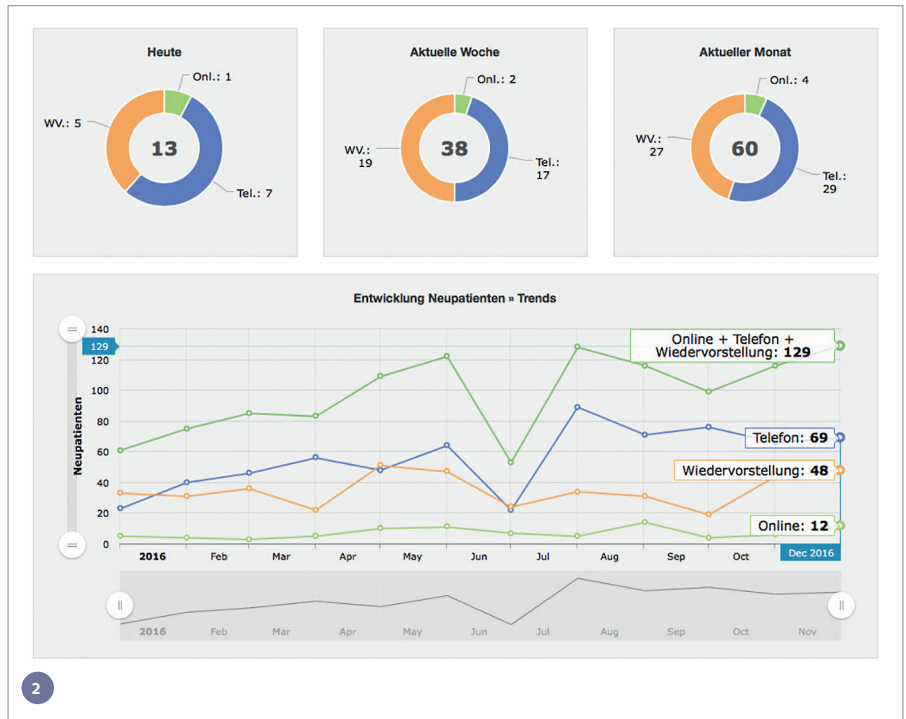 Heute
Onl.: 1
WV.: 5
13
Tel.: 7
Aktuelle Woche
Onl.: 2
WV.:
19
38
Tel.:
17
Aktueller Monat
Onl.: 4
WV.:
27
60
Tel.:
29
Entwicklung Neupatienten » Trends
Neupatienten
140
129
120
100
80
60
40
20
0
Online + Telefon +
Wiedervorstellung: 129
Telefon: 69
Wiedervorstellung: 48
Online: 12
2016 Feb Mar Apr May Jun Jul Aug Sep Oct Dec 2016
2016 Feb Mar Apr May Jun Jul Aug Sep Oct Nov
2